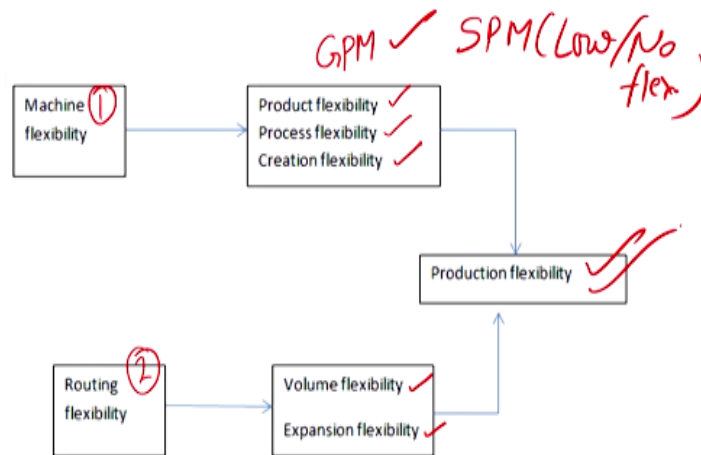 GPM ✓ SPM (Low/No
flex)
Machine ①
flexibility
Product flexibility ✓
Process flexibility ✓
Creation flexibility ✓
Production flexibility ✓
Routing ②
flexibility
Volume flexibility ✓
Expansion flexibility ✓